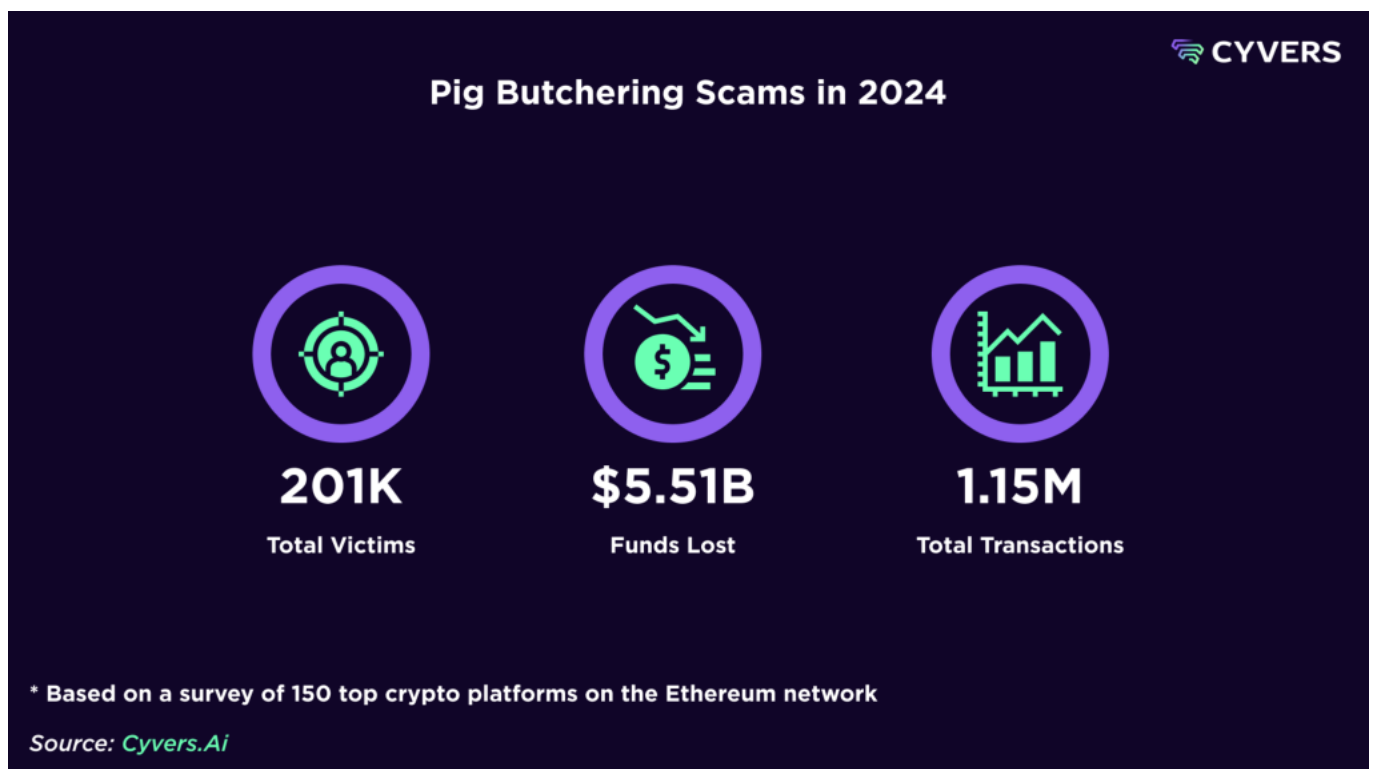 CYVERS
Pig Butchering Scams in 2024
$
201K
$5.51B
1.15M
Total Victims
Funds Lost
Total Transactions
* Based on a survey of 150 top crypto platforms on the Ethereum network
Source: Cyvers.Ai